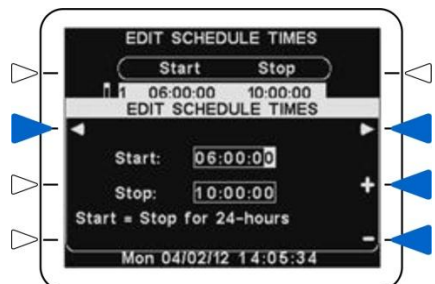 EDIT SCHEDULE TIMES
Start Stop
1 06:00:00 10:00:00
EDIT SCHEDULE TIMES
Start: 06:00:00
Stop: 10:00:00
+
Start = Stop for 24-hours
-
Mon 04/02/12 14:05:34